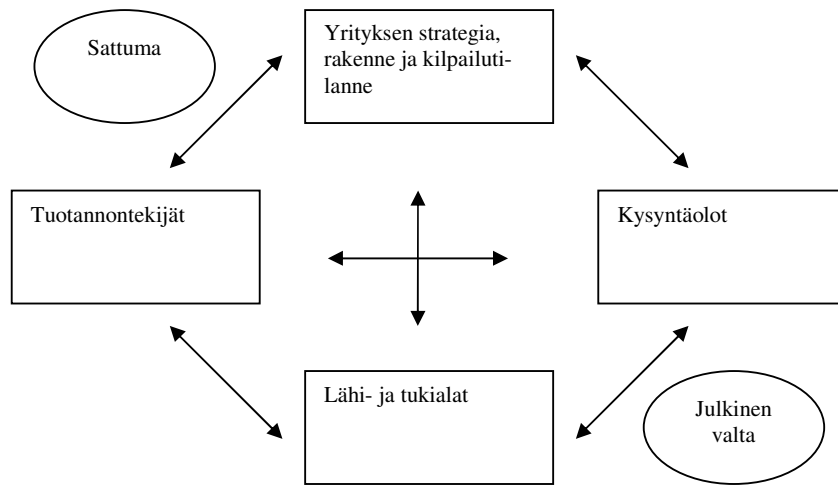 Sattuma
Yrityksen strategia,
rakenne ja kilpailuti-
lanne
Tuotannontekijät
Kysyntäolot
Lähi- ja tukialat
Julkinen
valta